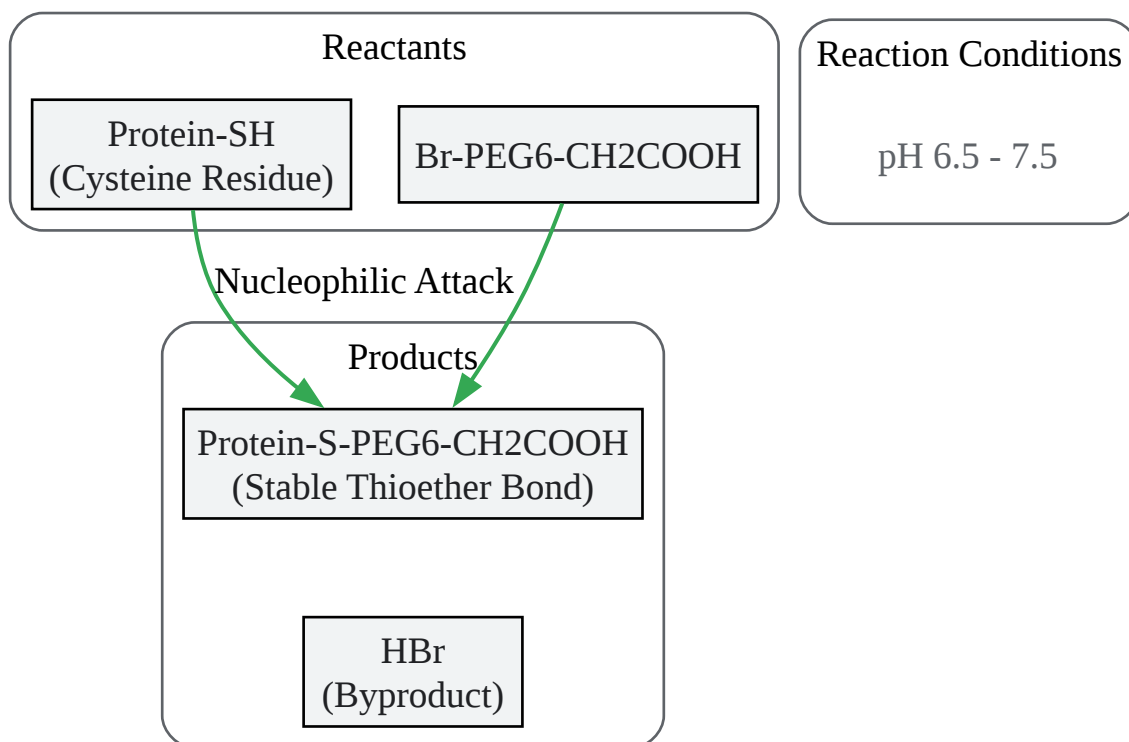 Reactants
Reaction Conditions
Protein-SH
(Cysteine Residue)
Br-PEG6-CH2COOH
pH 6.5 - 7.5
Nucleophilic Attack
Products
Protein-S-PEG6-CH2COOH
(Stable Thioether Bond)
HBr
(Byproduct)